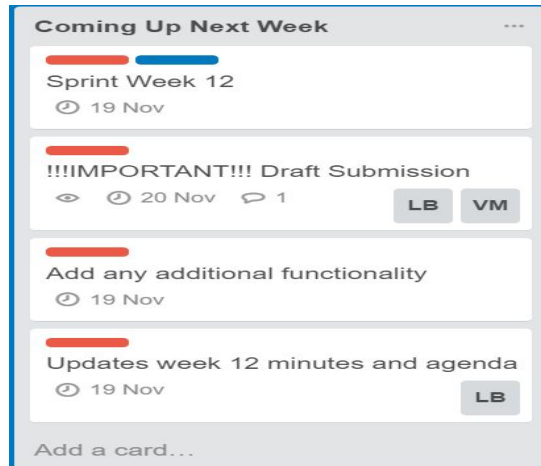 Coming Up Next Week
Sprint Week 12
19 Nov
!!!IMPORTANT!!! Draft Submission
20 Nov 1 LB VM
Add any additional functionality
19 Nov
Updates week 12 minutes and agenda
19 Nov LB
Add a card...